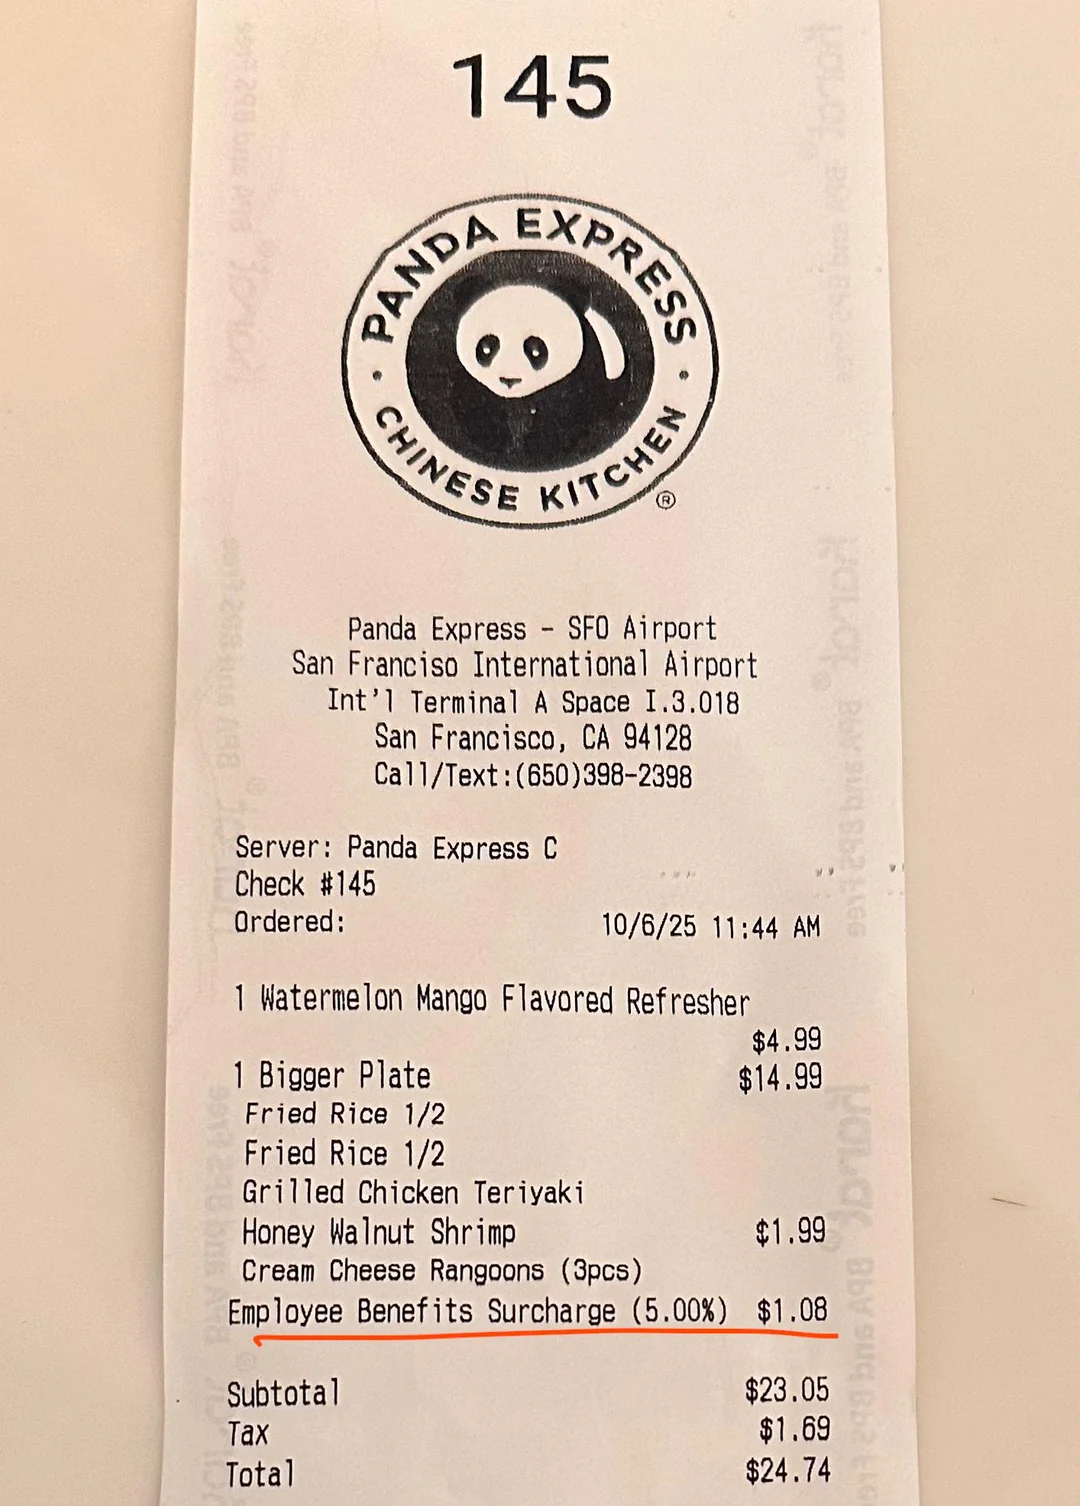 145
PANDA EXPRESS
CHINESE KITCHEN
®
Panda Express - SFO Airport
San Franciso International Airport
Int'l Terminal A Space I.3.018
San Francisco, CA 94128
Call/Text:(650)398-2398
Server: Panda Express C
Check #145
Ordered: 10/6/25 11:44 AM
1 Watermelon Mango Flavored Refresher
$4.99
1 Bigger Plate $14.99
Fried Rice 1/2
Fried Rice 1/2
Grilled Chicken Teriyaki
Honey Walnut Shrimp $1.99
Cream Cheese Rangoons (3pcs)
Employee Benefits Surcharge (5.00%) $1.08
Subtotal $23.05
Tax $1.69
Total $24.74